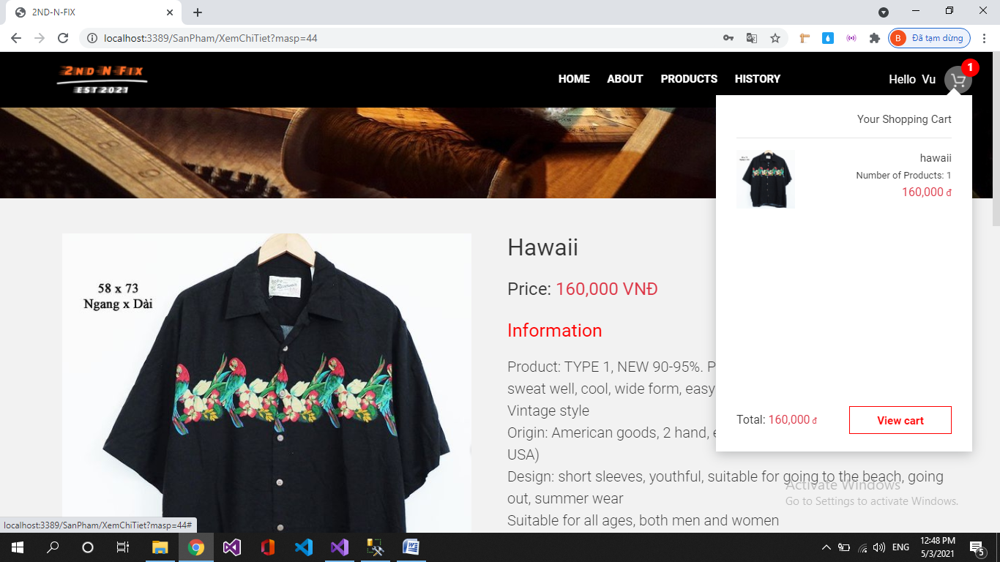 2ND-N-FIX
localhost:3389/SanPham/XemChiTiet?masp=44
B
Đã tạm dừng
2ND N FIX
EST 2021
HOME
ABOUT
PRODUCTS
HISTORY
Hello Vu
1
Your Shopping Cart
hawaii
Number of Products: 1
160,000 đ
Total: 160,000 đ
View cart
58 x 73
Ngang x Dài
Hawaii
Price: 160,000 VNĐ
Information
Product: TYPE 1, NEW 90-95%. P
sweat well, cool, wide form, easy
Vintage style
Origin: American goods, 2 hand, e
USA)
Design: short sleeves, youthful, suitable for going to the beach, going
out, summer wear
Suitable for all ages, both men and women
Activate Windows
Go to Settings to activate Windows.
localhost:3389/SanPham/XemChiTiet?masp=44#
ENG
12:48 PM
5/3/2021
5